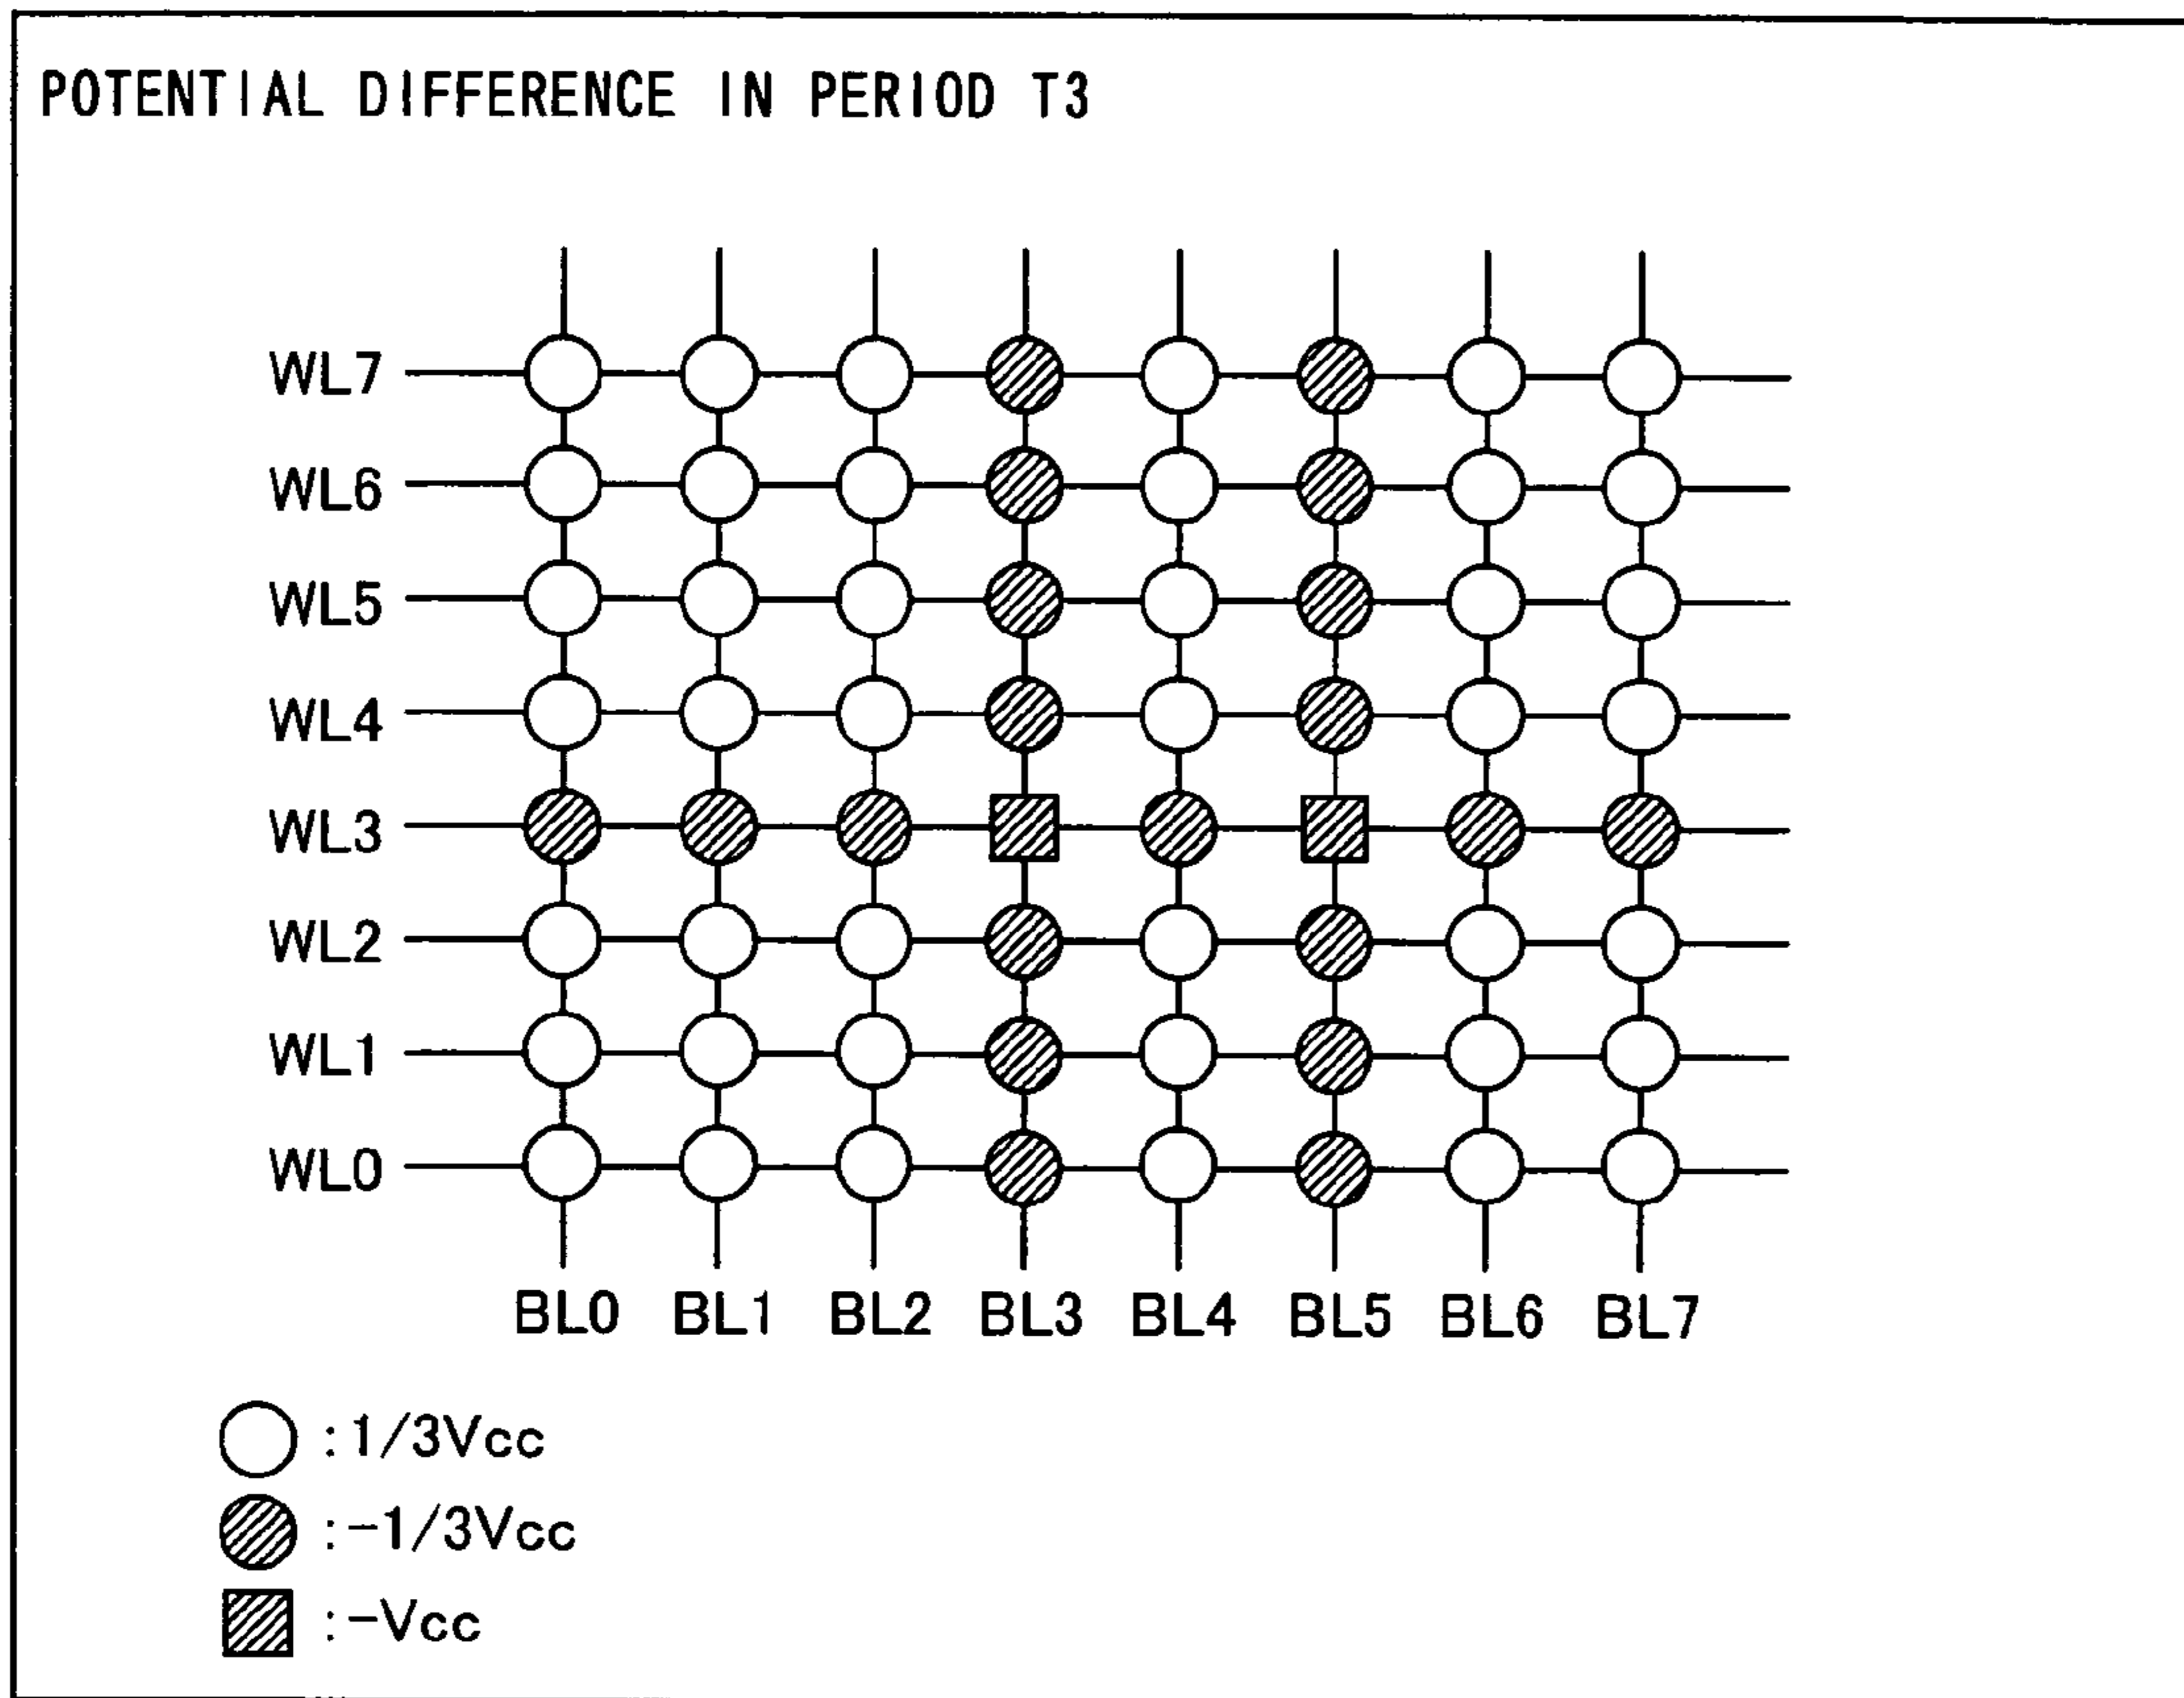 POTENTIAL DIFFERENCE IN PERIOD T3
WL7
WL6
WL5
WL4
WL3
WL2
WL1
WL0
BL0 BL1 BL2 BL3 BL4 BL5 BL6 BL7
:1/3Vcc
:-1/3Vcc
:-Vcc